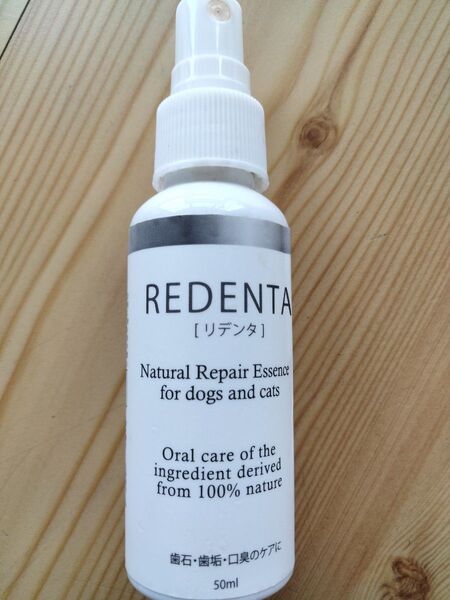 REDENTA
[リデンタ]
Natural Repair Essence
for dogs and cats
Oral care of the
ingredient derived
from 100% nature
歯石・歯垢・口臭のケアに
50ml